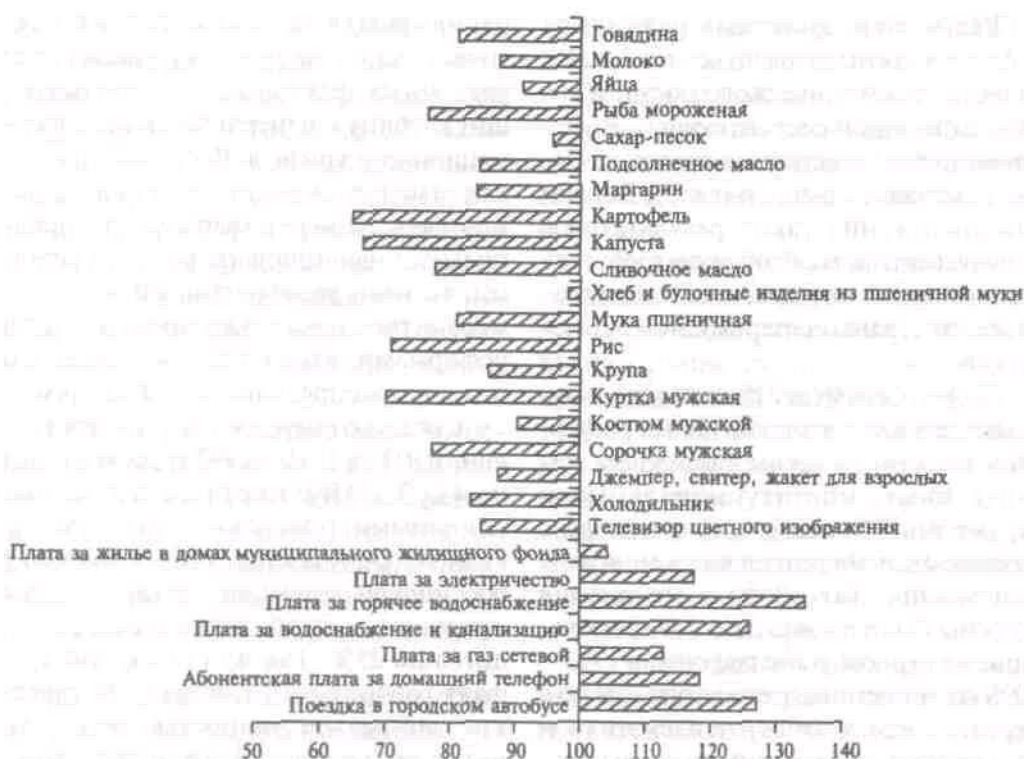 Говядина
Молоко
Яйца
Рыба мороженая
Сахар-песок
Подсолнечное масло
Маргарин
Картофель
Капуста
Сливочное масло
Хлеб и булочные изделия из пшеничной муки
Мука пшеничная
Рис
Крупа
Куртка мужская
Костюм мужской
Сорочка мужская
Джемпер, свитер, жакет для взрослых
Холодильник
Телевизор цветного изображения
Плата за жилье в домах муниципального жилищного фонда
Плата за электричество
Плата за горячее водоснабжение
Плата за водоснабжение и канализацию
Плата за газ сетевой
Абонентская плата за домашний телефон
Поездка в городском автобусе
50 60 70 80 90 100 110 120 130 140